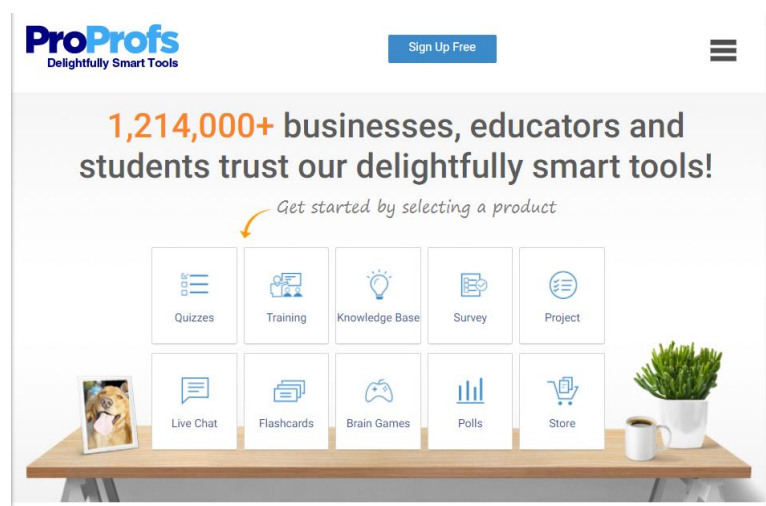 ProProfs
Delightfully Smart Tools
Sign Up Free
1,214,000+ businesses, educators and
students trust our delightfully smart tools!
Get started by selecting a product
Quizzes
Training
Knowledge Base
Survey
Project
Live Chat
Flashcards
Brain Games
Polls
Store